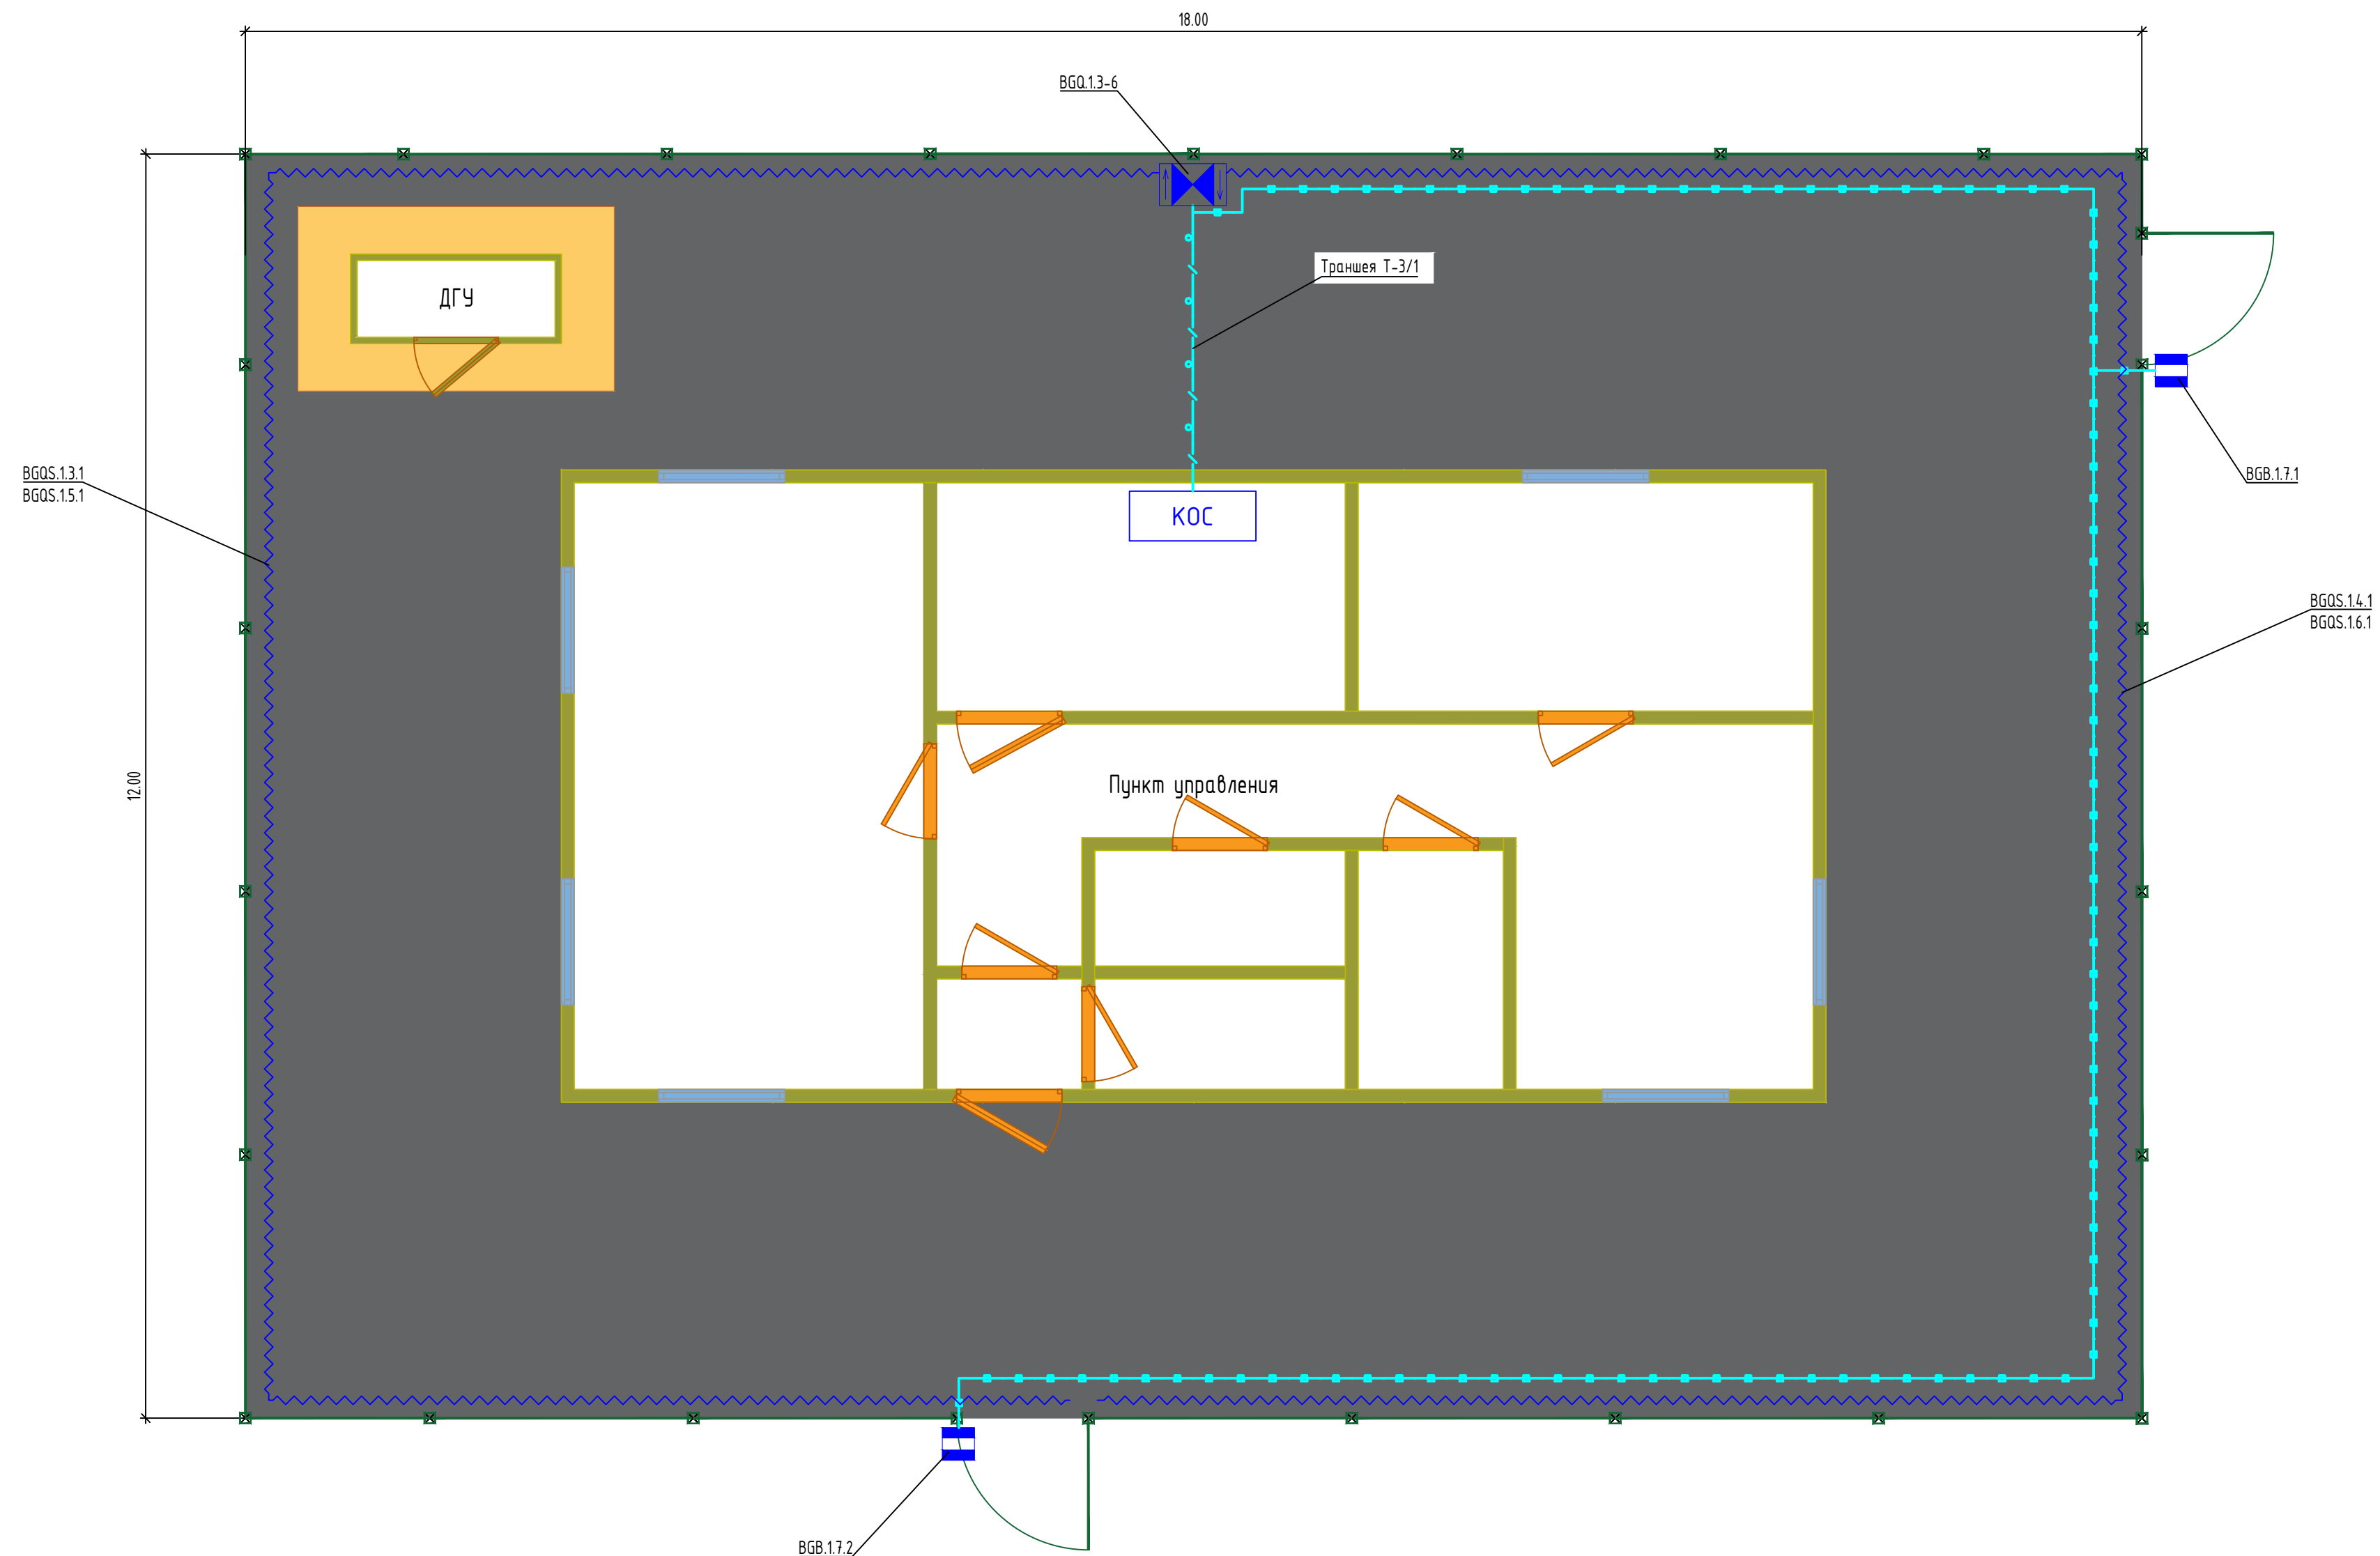 18.00
BGQ.1.3-6
Траншея Т-3/1
ДГУ
BGQS.1.3.1
BGQS.1.5.1
BGB.1.7.1
КОС
BGQS.1.4.1
BGQS.1.6.1
12.00
Пункт управления
BGB.1.7.2